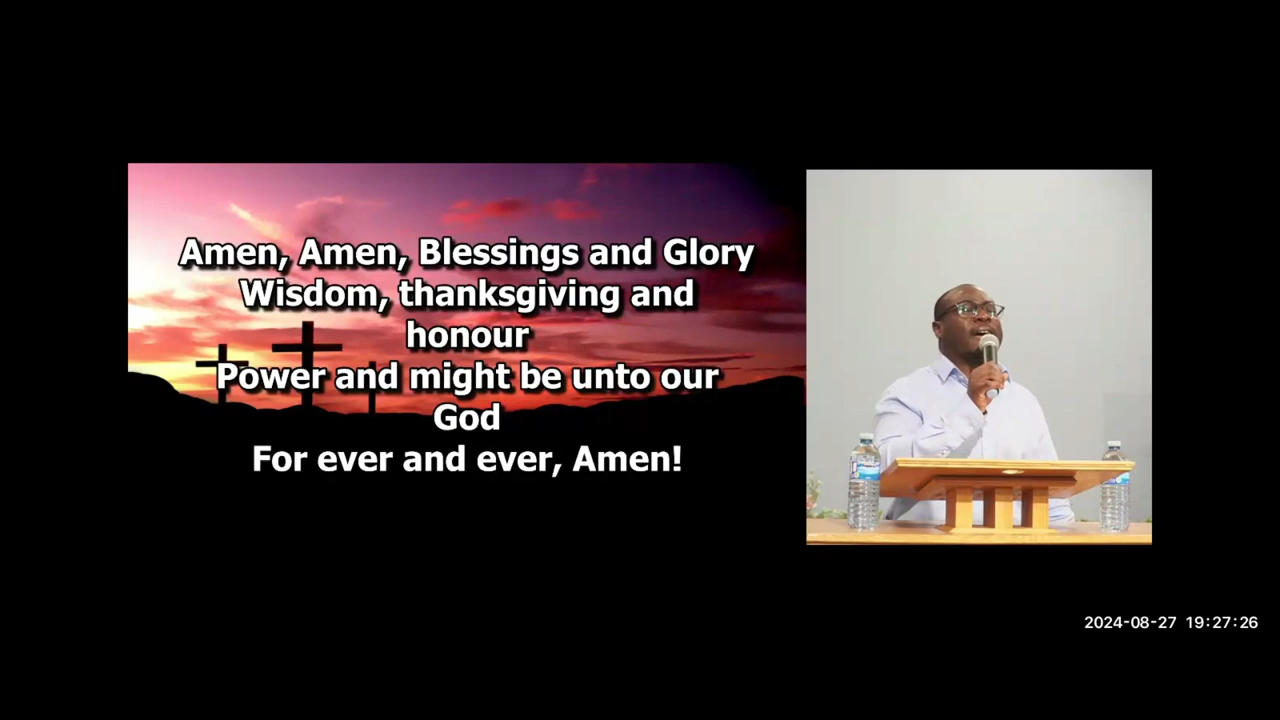 Amen, Amen, Blessings and Glory
Wisdom, thanksgiving and
honour
Power and might be unto our
God
For ever and ever, Amen!
2024-08-27 19:27:26